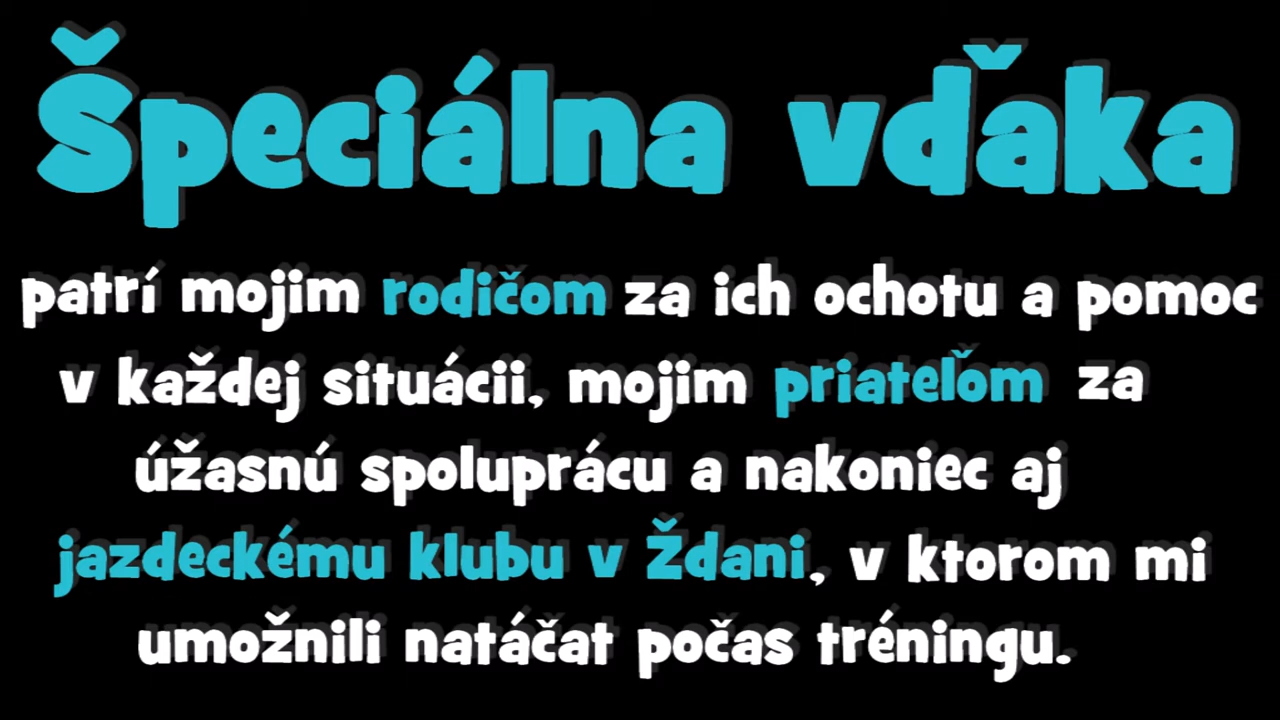 Špeciálna vďaka
patrí mojim rodičom za ich ochotu a pomoc
v každej situácii, mojim priateľom za
úžasnú spoluprácu a nakoniec aj
jazdeckému klubu v Ždani, v ktorom mi
umožnili natáčat počas tréningu.